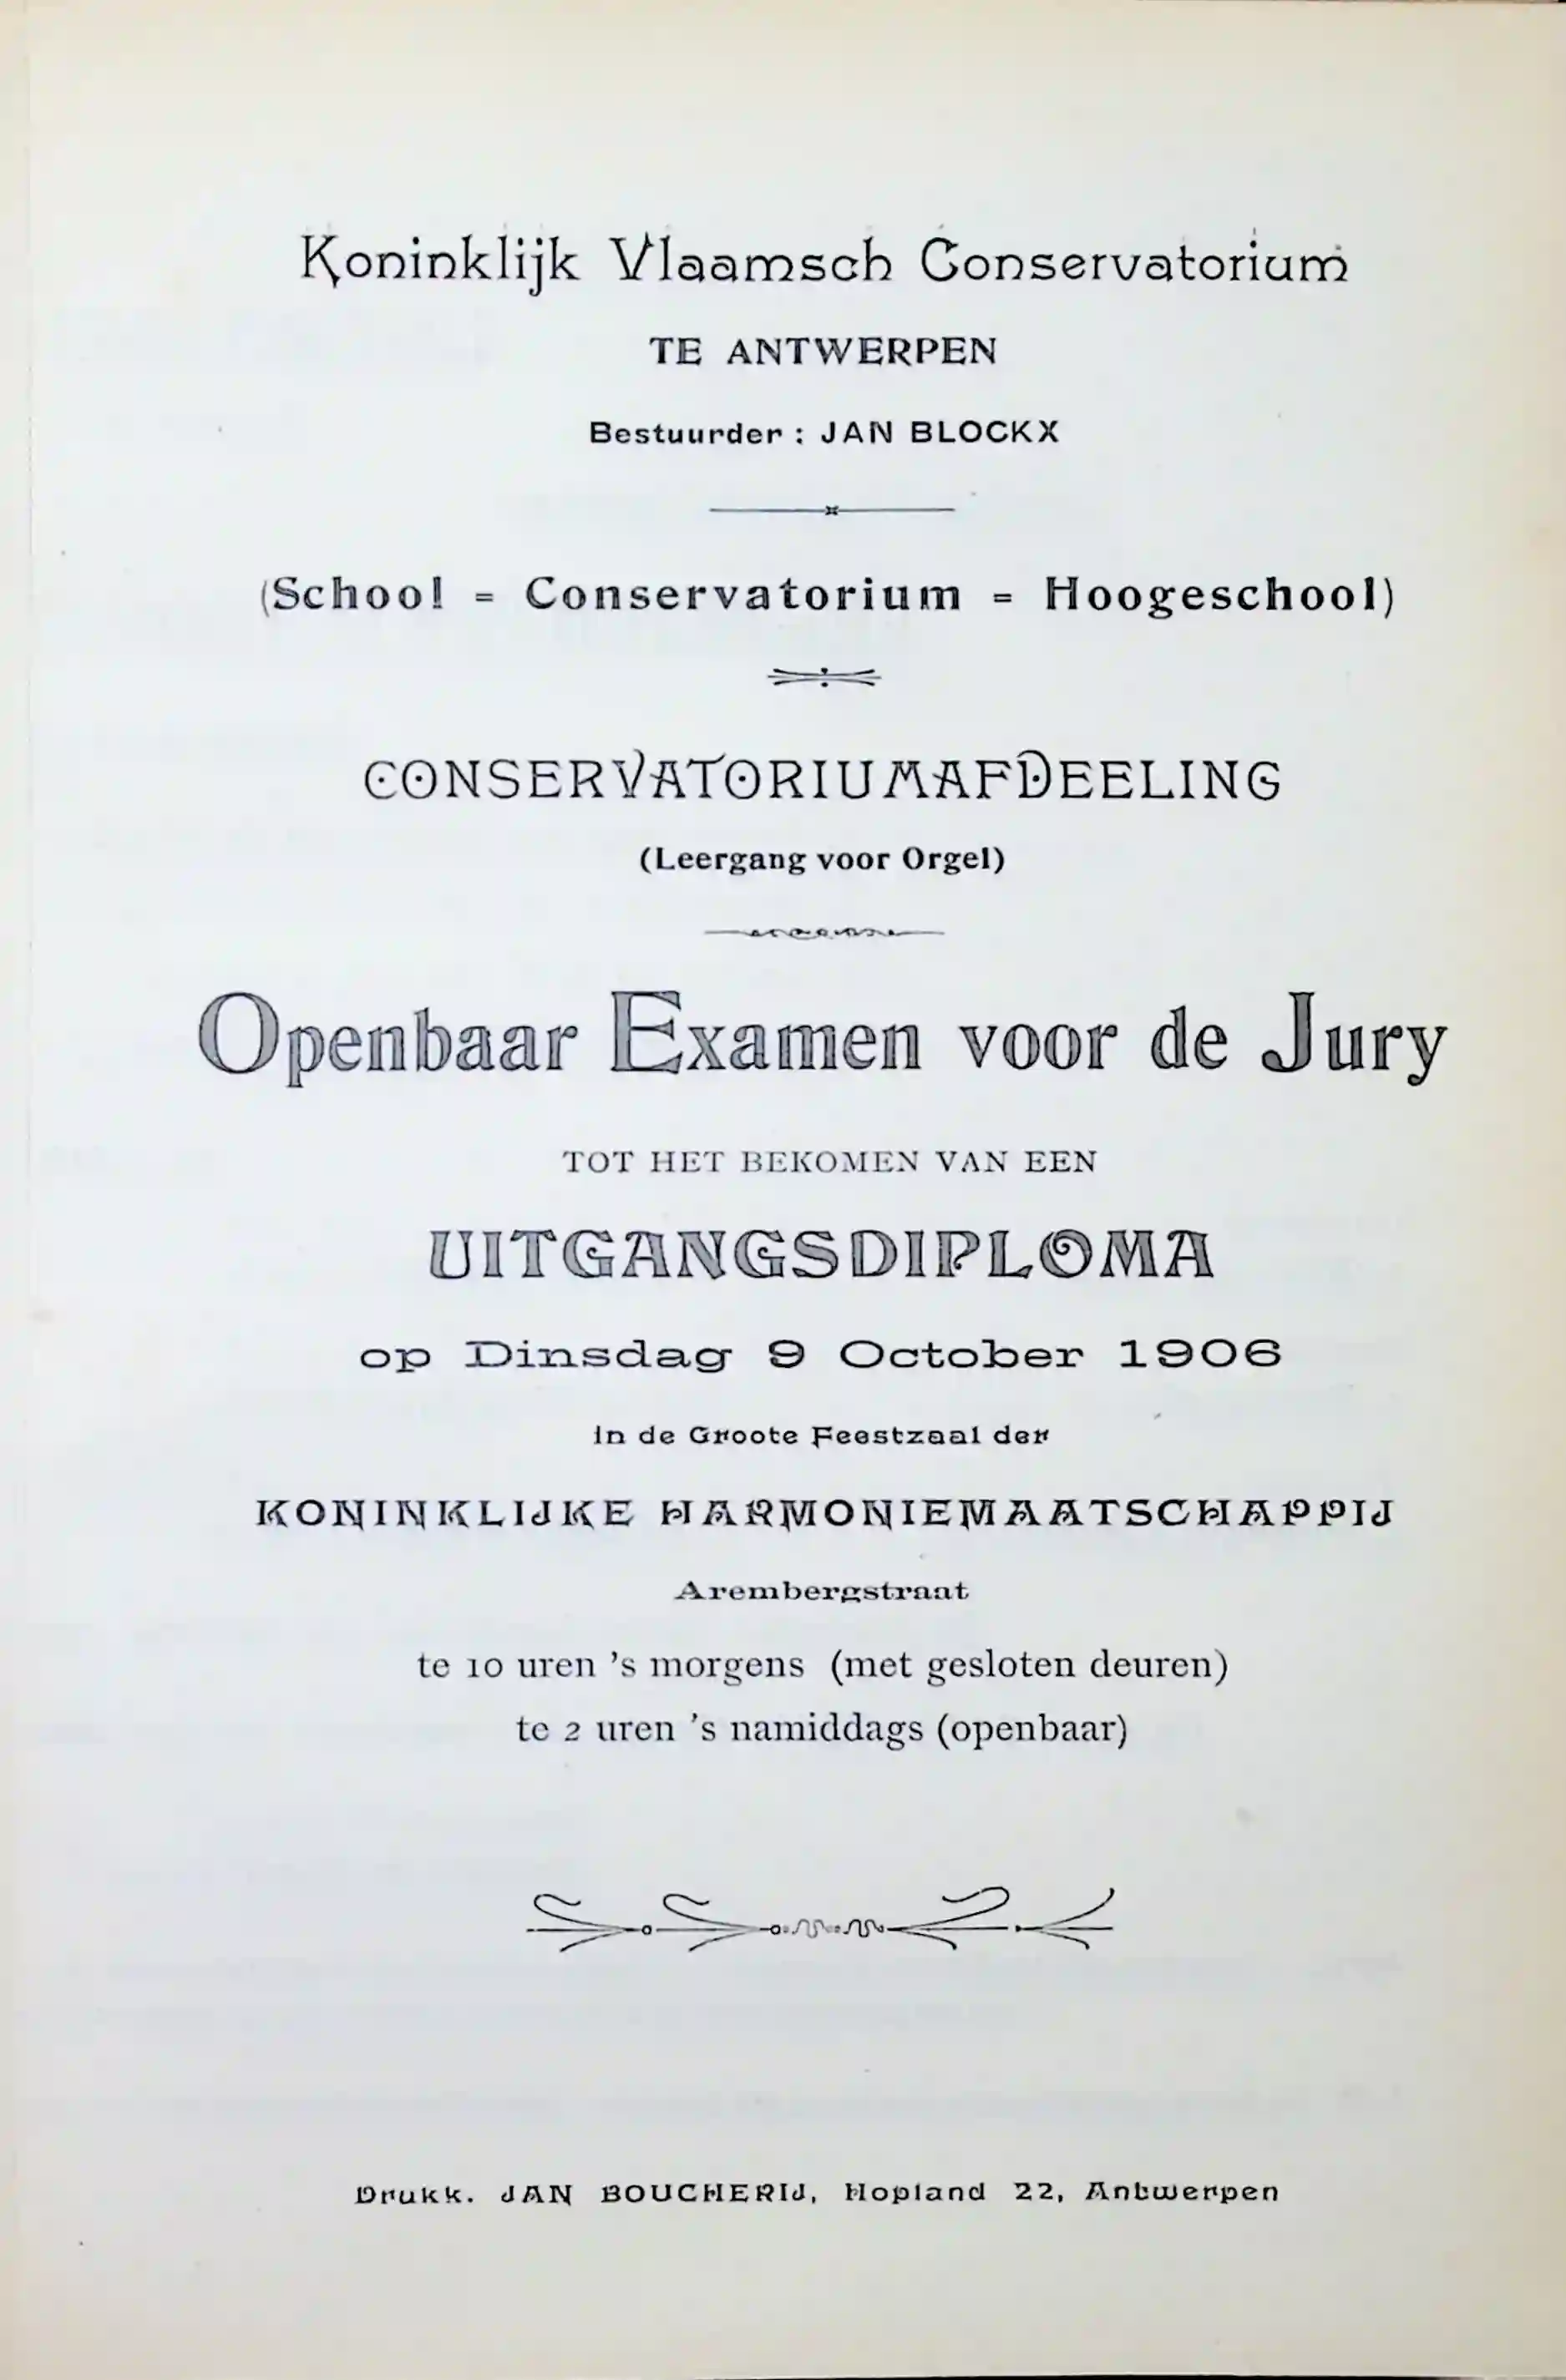 Koninklijk Vlaamsch Conservatorium
TE ANTWERPEN
Bestuurder : JAN BLOCKX
(School = Conservatorium = Hoogeschool)
CONSERVATORIUMAFDEELING
(Leergang voor Orgel)
Openbaar Examen voor de Jury
TOT HET BEKOMEN VAN EEN
UITGANGSDIPLOMA
op Dinsdag 9 October 1906
in de Groote Feestzaal der
KONINKLIJKE HARMONIEMAATSCHAPPIJ
Arembergstraat
te 10 uren 's morgens (met gesloten deuren)
te 2 uren 's namiddags (openbaar)
Drukk. JAN BOUCHERIJ, Hopland 22, Antwerpen